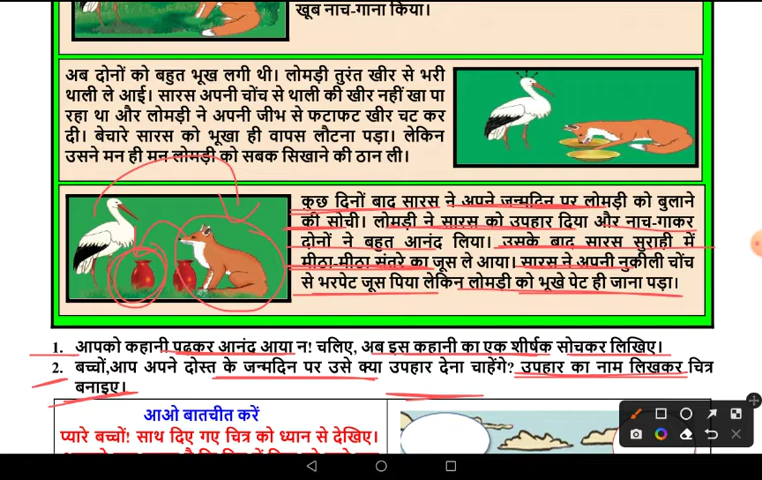 खूब नाच-गाना किया।
अब दोनों को बहुत भूख लगी थी। लोमड़ी तुरंत खीर से भरी
थाली ले आई। सारस अपनी चोंच से थाली की खीर नहीं खा पा
रहा था और लोमड़ी ने अपनी जीभ से फटाफट खीर चट कर
दी। बेचारे सारस को भूखा ही वापस लौटना पड़ा। लेकिन
उसने मन ही मन लोमड़ी को सबक सिखाने की ठान ली।
कुछ दिनों बाद सारस ने अपने जन्मदिन पर लोमड़ी को बुलाने
की सोची। लोमड़ी ने सारस को उपहार दिया और नाच-गाकर
दोनों ने बहुत आनंद लिया। उसके बाद सारस सुराही में
मीठा-मीठा संतरे का जूस ले आया। सारस ने अपनी नुकीली चोंच
से भरपेट जूस पिया लेकिन लोमड़ी को भूखे पेट ही जाना पड़ा।
1. आपको कहानी पढ़कर आनंद आया न! चलिए, अब इस कहानी का एक शीर्षक सोचकर लिखिए।
2. बच्चों,आप अपने दोस्त के जन्मदिन पर उसे क्या उपहार देना चाहेंगे? उपहार का नाम लिखकर चित्र
बनाइए।
आओ बातचीत करें
प्यारे बच्चों! साथ दिए गए चित्र को ध्यान से देखिए।